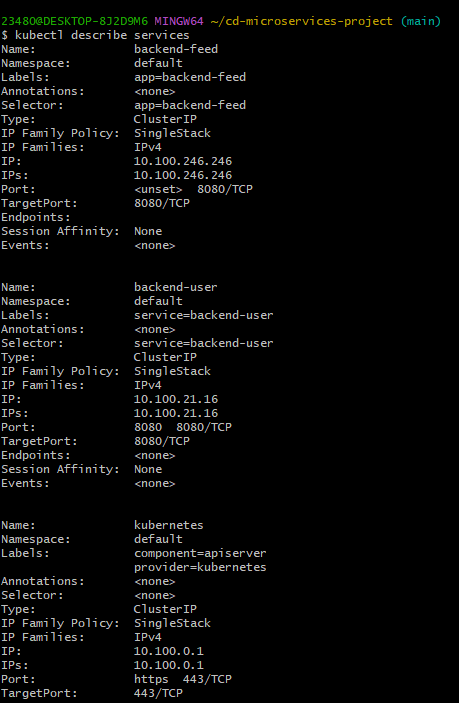 23480@DESKTOP-8J2D9M6 MINGW64 ~/cd-microservices-project (main)
$ kubectl describe services
Name:              backend-feed
Namespace:         default
Labels:            app=backend-feed
Annotations:       <none>
Selector:          app=backend-feed
Type:              ClusterIP
IP Family Policy:  SingleStack
IP Families:       IPv4
IP:                10.100.246.246
IPs:               10.100.246.246
Port:              <unset>  8080/TCP
TargetPort:        8080/TCP
Endpoints:
Session Affinity:  None
Events:            <none>
Name:              backend-user
Namespace:         default
Labels:            service=backend-user
Annotations:       <none>
Selector:          service=backend-user
Type:              ClusterIP
IP Family Policy:  SingleStack
IP Families:       IPv4
IP:                10.100.21.16
IPs:               10.100.21.16
Port:              8080  8080/TCP
TargetPort:        8080/TCP
Endpoints:         <none>
Session Affinity:  None
Events:            <none>
Name:              kubernetes
Namespace:         default
Labels:            component=apiserver
                   provider=kubernetes
Annotations:       <none>
Selector:          <none>
Type:              ClusterIP
IP Family Policy:  SingleStack
IP Families:       IPv4
IP:                10.100.0.1
IPs:               10.100.0.1
Port:              https  443/TCP
TargetPort:        443/TCP